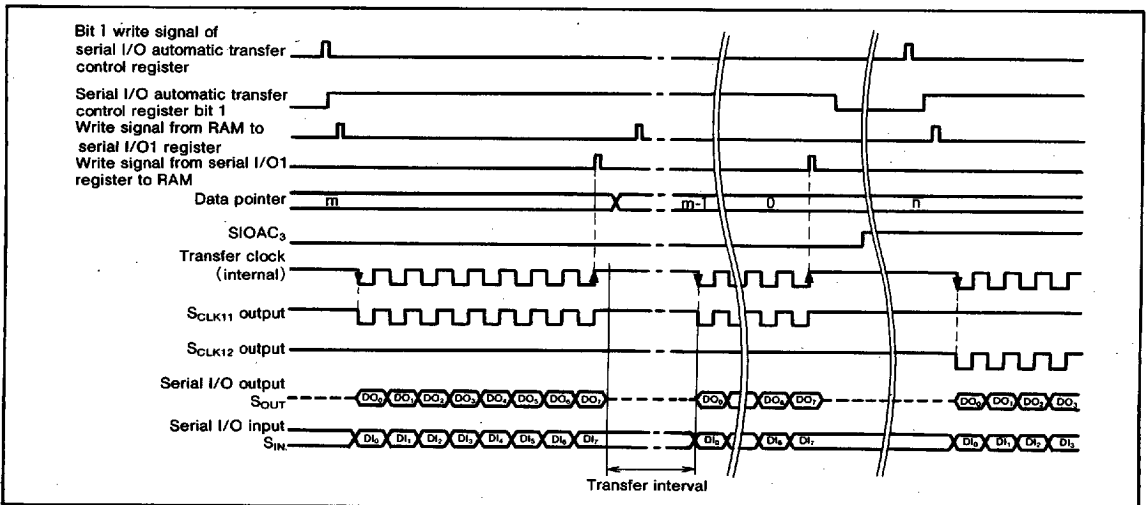 Bit 1 write signal of
serial I/O automatic transfer
control register
Serial I/O automatic transfer
control register bit 1
Write signal from RAM to
serial I/O1 register
Write signal from serial I/O1
register to RAM
Data pointer m m-1 0 n
SIOAC₃
Transfer clock
(internal)
SCLK11 output
SCLK12 output
Serial I/O output
SOUT DO₀ DO₁ DO₂ DO₃ DO₄ DO₅ DO₆ DO₇ DO₀ DO₆ DO₇ DO₀ DO₁ DO₂ DO₃
Serial I/O input
SIN. DI₀ DI₁ DI₂ DI₃ DI₄ DI₅ DI₆ DI₇ DI₀ DI₆ DI₇ DI₀ DI₁ DI₂ DI₃
Transfer interval